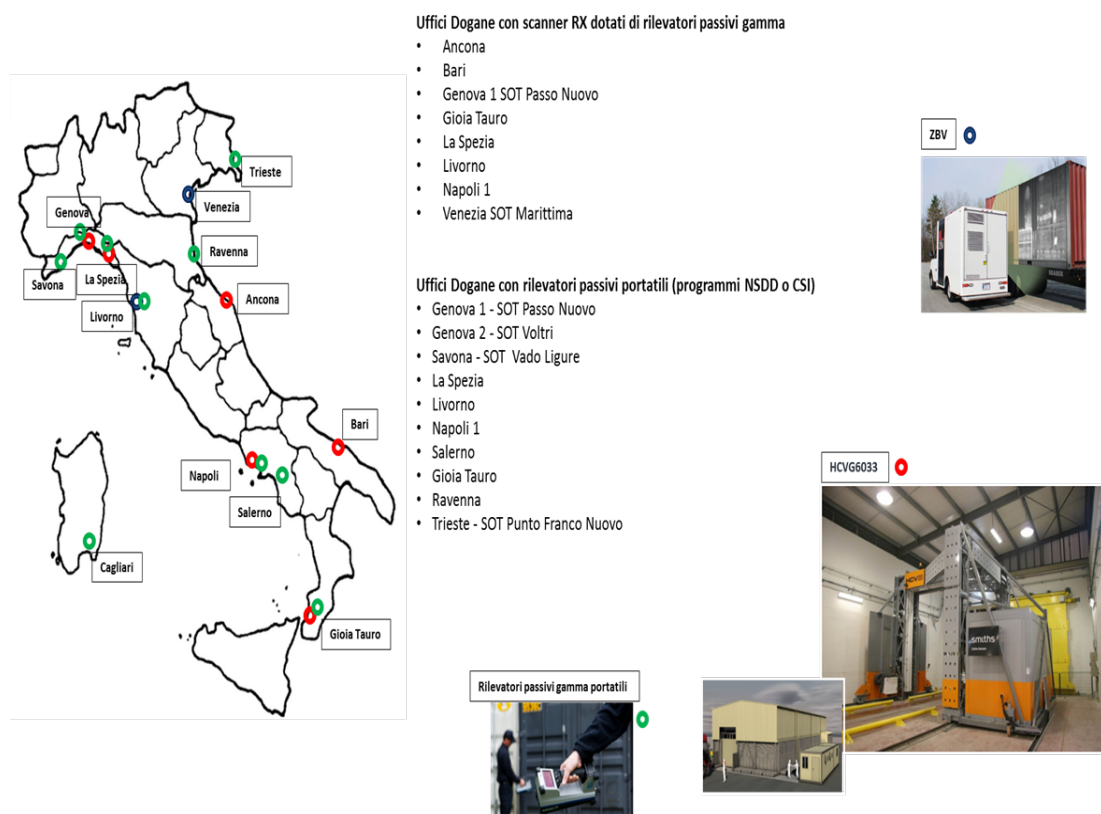 Uffici Dogane con scanner RX dotati di rilevatori passivi gamma
• Ancona
• Bari
• Genova 1 SOT Passo Nuovo
• Gioia Tauro
• La Spezia
• Livorno
• Napoli 1
• Venezia SOT Marittima
Uffici Dogane con rilevatori passivi portatili (programmi NSDD o CSI)
• Genova 1 - SOT Passo Nuovo
• Genova 2 - SOT Voltri
• Savona - SOT Vado Ligure
• La Spezia
• Livorno
• Napoli 1
• Salerno
• Gioia Tauro
• Ravenna
• Trieste - SOT Punto Franco Nuovo
Trieste
Venezia
Genova
Ravenna
Savona
La Spezia
Ancona
Livorno
Bari
Napoli
Salerno
Cagliari
Gioia Tauro
ZBV
HCVG6033
HCVG
smiths
Rilevatori passivi gamma portatili